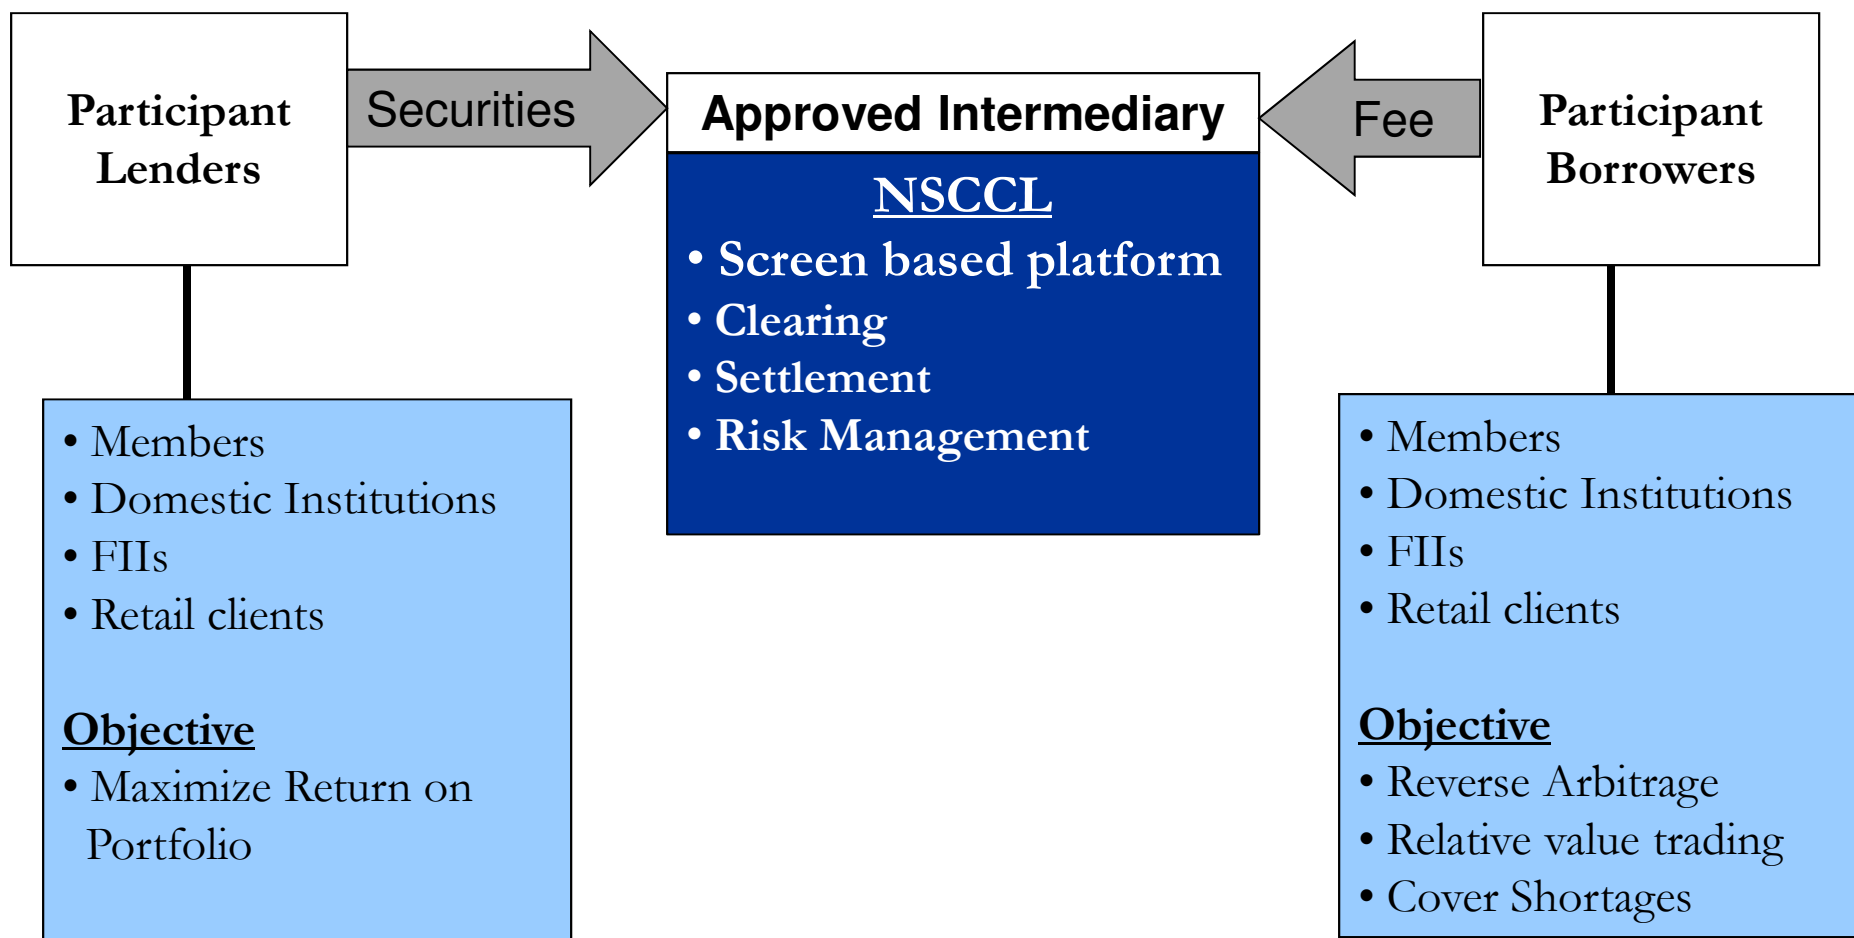 Participant
Lenders
Securities
Approved Intermediary
Fee
Participant
Borrowers
NSCCL
• Screen based platform
• Clearing
• Settlement
• Risk Management
• Members
• Domestic Institutions
• FIIs
• Retail clients
Objective
• Maximize Return on
Portfolio
• Members
• Domestic Institutions
• FIIs
• Retail clients
Objective
• Reverse Arbitrage
• Relative value trading
• Cover Shortages